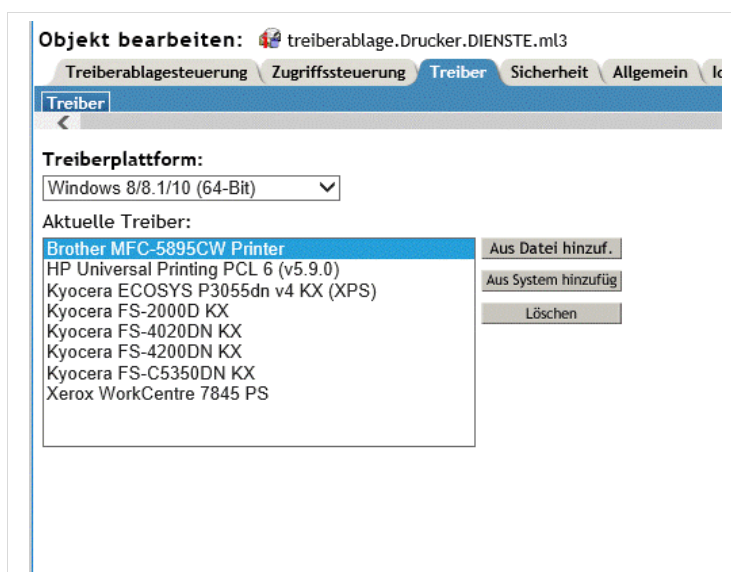 Objekt bearbeiten: treiberablage.Drucker.DIENSTE.ml3
Treiberablagesteuerung Zugriffssteuerung Treiber Sicherheit Allgemein
Treiber
Treiberplattform:
Windows 8/8.1/10 (64-Bit)
Aktuelle Treiber:
Brother MFC-5895CW Printer
HP Universal Printing PCL 6 (v5.9.0)
Kyocera ECOSYS P3055dn v4 KX (XPS)
Kyocera FS-2000D KX
Kyocera FS-4020DN KX
Kyocera FS-4200DN KX
Kyocera FS-C5350DN KX
Xerox WorkCentre 7845 PS
Aus Datei hinzuf.
Aus System hinzufüg
Löschen